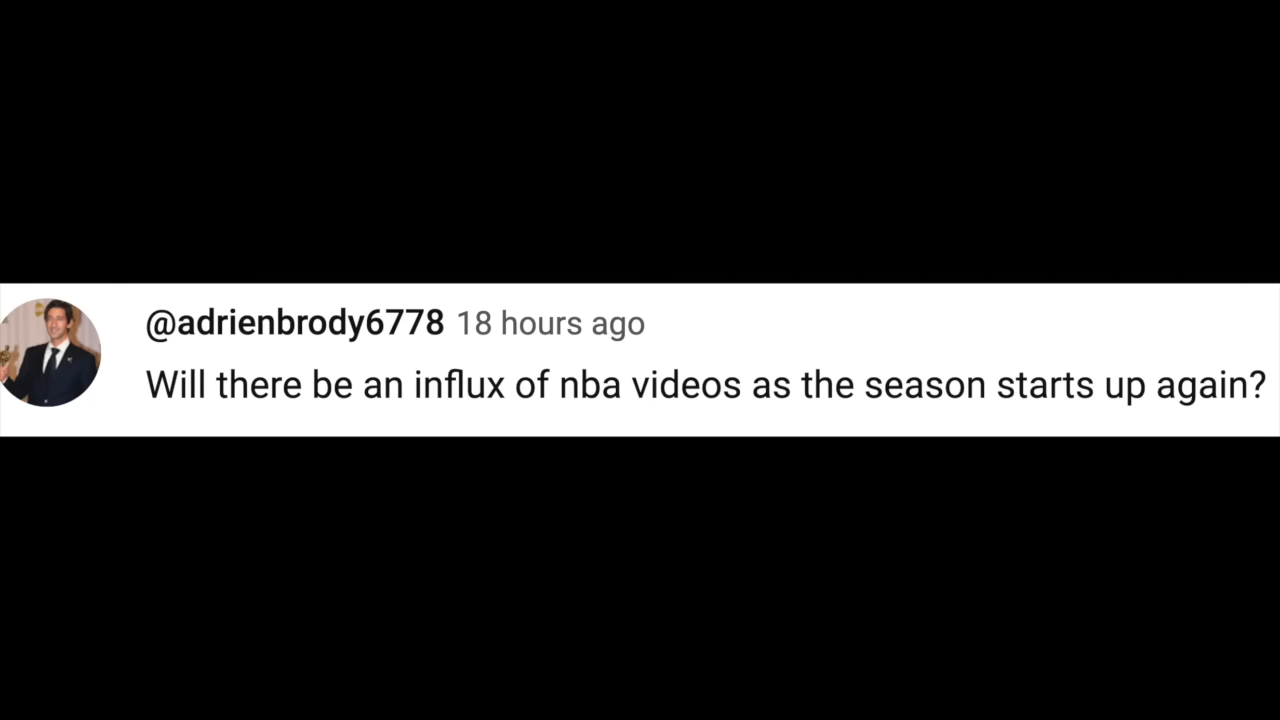 @adrienbrody6778 18 hours ago
Will there be an influx of nba videos as the season starts up again?